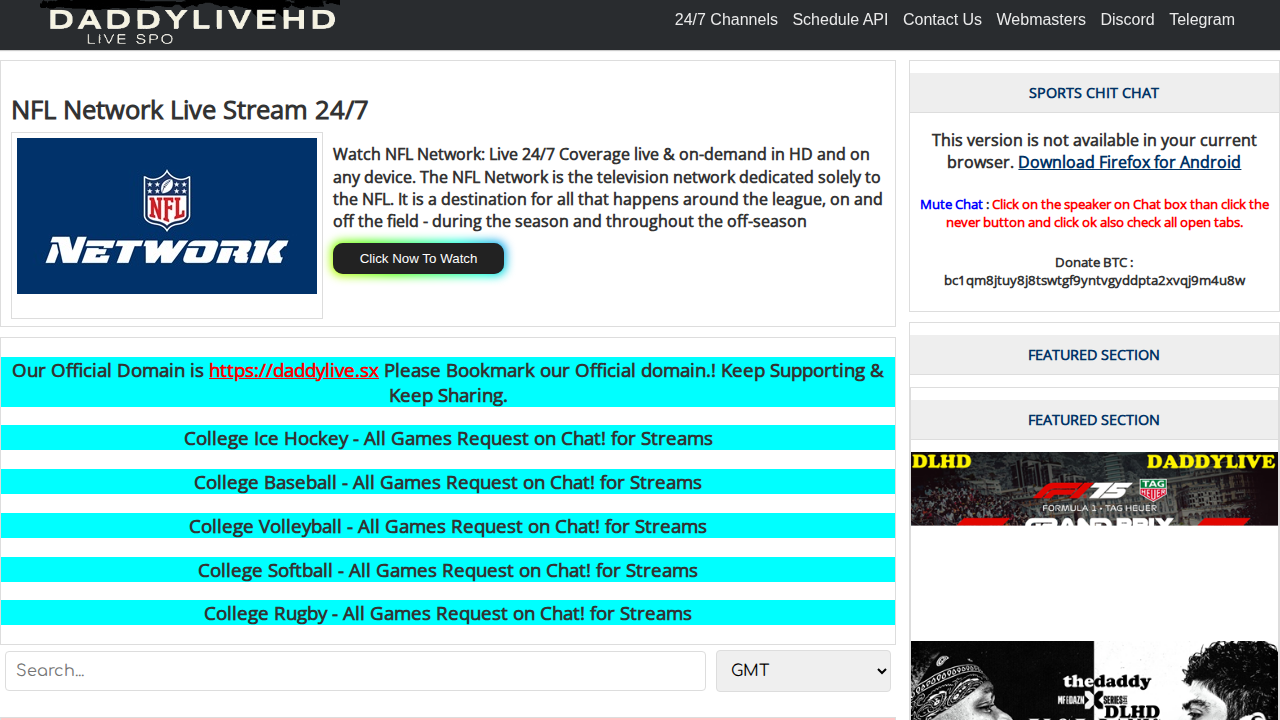 DADDYLIVEHD
LIVE SPO
24/7 Channels Schedule API Contact Us Webmasters Discord Telegram
NFL Network Live Stream 24/7
NFL
NETWORK
Watch NFL Network: Live 24/7 Coverage live & on-demand in HD and on
any device. The NFL Network is the television network dedicated solely to
the NFL. It is a destination for all that happens around the league, on and
off the field - during the season and throughout the off-season
Click Now To Watch
Our Official Domain is https://daddylive.sx Please Bookmark our Official domain.! Keep Supporting &
Keep Sharing.
College Ice Hockey - All Games Request on Chat! for Streams
College Baseball - All Games Request on Chat! for Streams
College Volleyball - All Games Request on Chat! for Streams
College Softball - All Games Request on Chat! for Streams
College Rugby - All Games Request on Chat! for Streams
Search...
GMT
SPORTS CHIT CHAT
This version is not available in your current
browser. Download Firefox for Android
Mute Chat : Click on the speaker on Chat box than click the
never button and click ok also check all open tabs.
Donate BTC :
bc1qm8jtuy8j8tswtgf9yntvgyddpta2xvqj9m4u8w
FEATURED SECTION
FEATURED SECTION
DLHD DADDYLIVE
F1 75 TAG HEUER
FORMULA 1 • TAG HEUER
GRAND PRIX
thedaddy
MF|DAZN X SERIES
DLHD